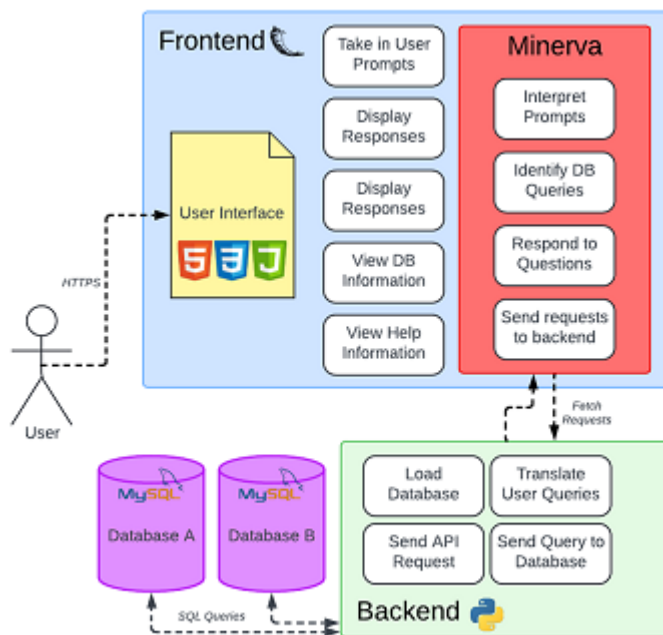 Frontend
Take in User
Prompts
Display
Responses
Display
Responses
View DB
Information
View Help
Information
Minerva
Interpret
Prompts
Identify DB
Queries
Respond to
Questions
Send requests
to backend
User Interface
5
3
J
HTTPS
User
Fetch
Requests
MySQL
Database A
MySQL
Database B
Load
Database
Translate
User Queries
Send API
Request
Send Query to
Database
SQL Queries
Backend